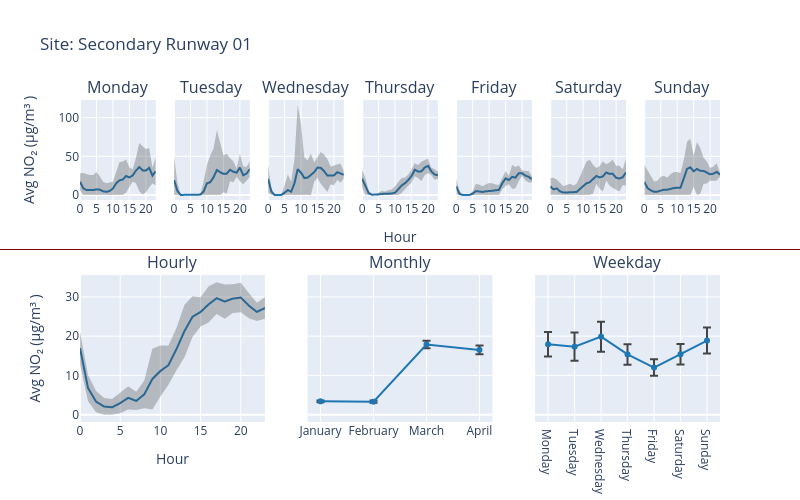 Site: Secondary Runway 01
Monday Tuesday Wednesday Thursday Friday Saturday Sunday
Avg NO₂ (μg/m³ )
100
50
0
0 5 10 15 20 0 5 10 15 20 0 5 10 15 20 0 5 10 15 20 0 5 10 15 20 0 5 10 15 20 0 5 10 15 20
Hour
Hourly Monthly Weekday
Avg NO₂ (μg/m³ )
30
20
10
0
0 5 10 15 20
Hour
January February March April
Monday
Tuesday
Wednesday
Thursday
Friday
Saturday
Sunday